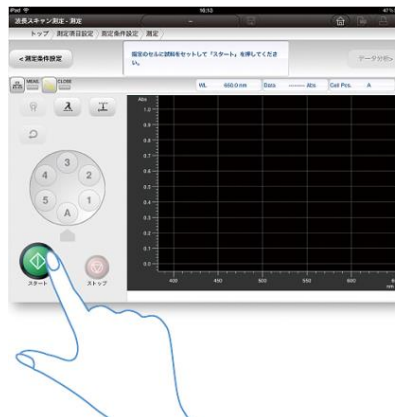 iPad
16:13
47%
波長スキャン測定 - 測定
トップ 測定項目設定 測定条件設定 測定
< 測定条件設定
指定のセルに試料をセットして「スタート」を押してください。
データ分析>
CLOSE
WL 650.0 nm Data Abs Cell Pos. A
Abs
1.0
0.9
0.8
0.7
0.6
0.5
0.4
0.3
0.2
0.1
0.0
400 450 500 550 600
nm
3
4 2
5 1
A
スタート ストップ